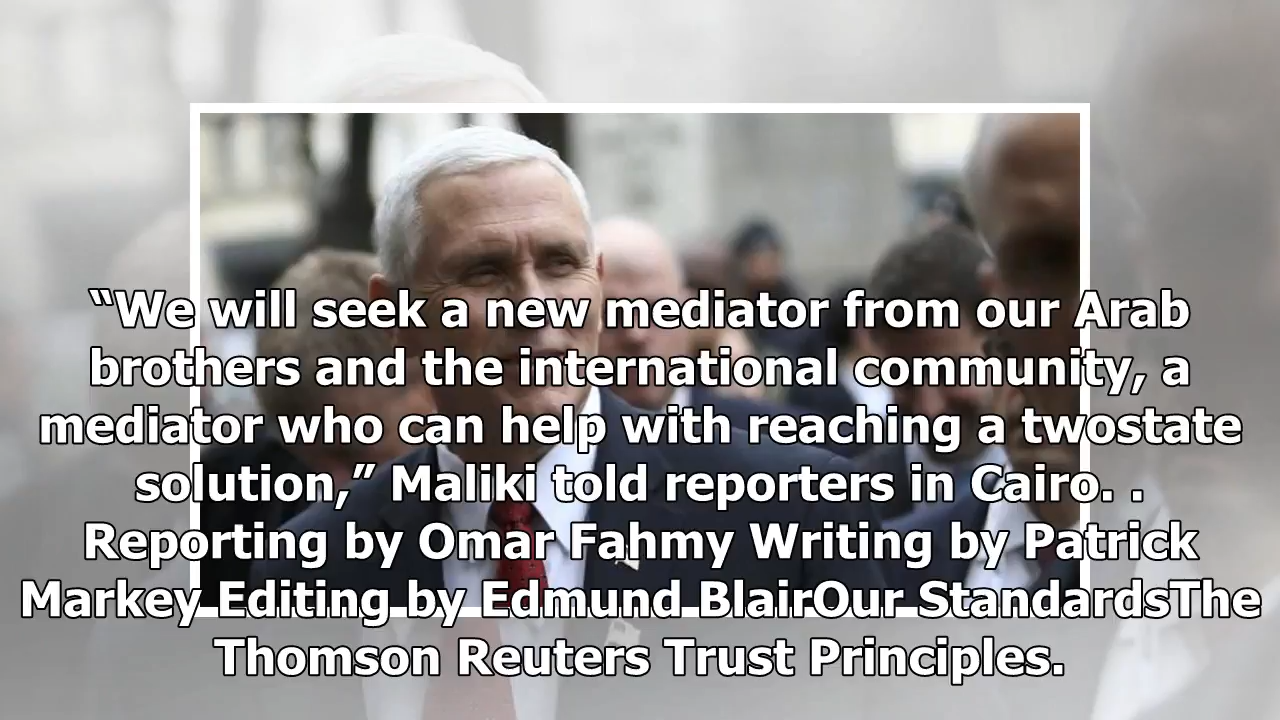 “We will seek a new mediator from our Arab
brothers and the international community, a
mediator who can help with reaching a twostate
solution,” Maliki told reporters in Cairo. .
Reporting by Omar Fahmy Writing by Patrick
Markey Editing by Edmund BlairOur StandardsThe
Thomson Reuters Trust Principles.